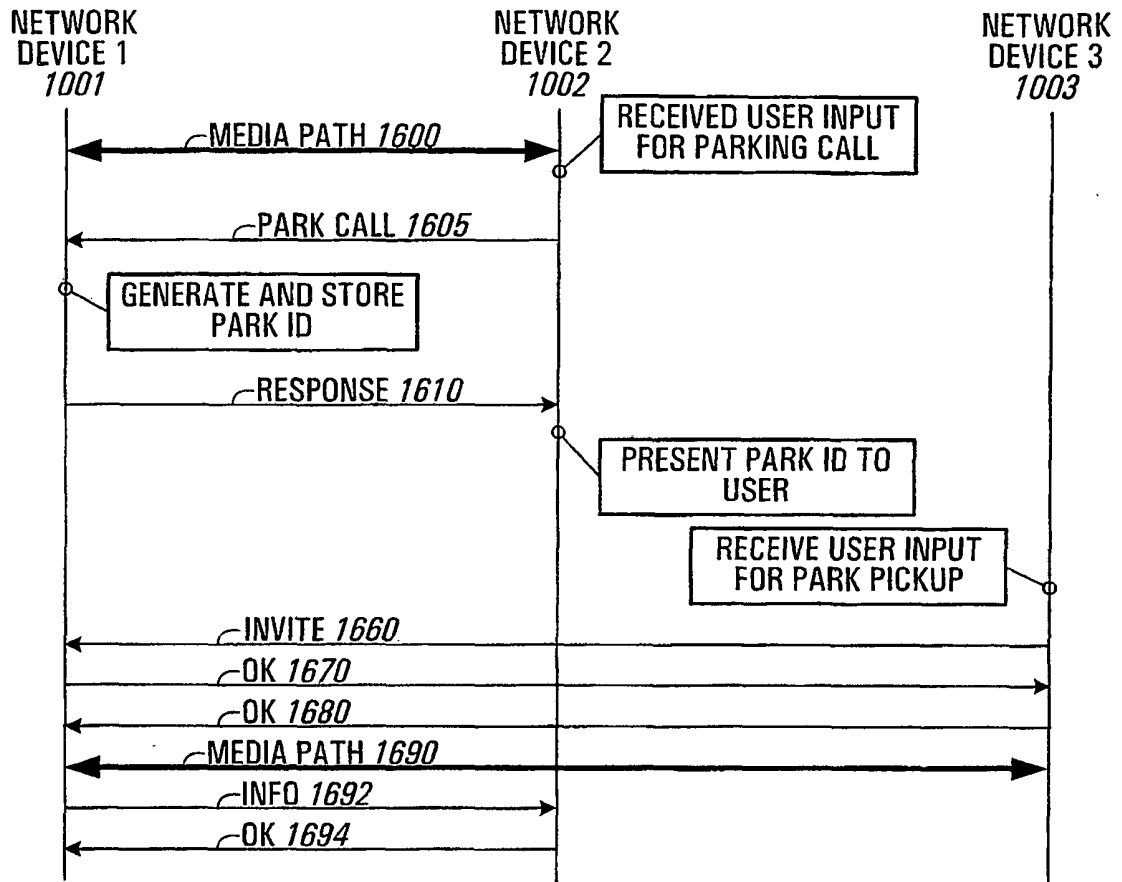 NETWORK
DEVICE 1
1001
NETWORK
DEVICE 2
1002
NETWORK
DEVICE 3
1003
MEDIA PATH 1600
RECEIVED USER INPUT
FOR PARKING CALL
PARK CALL 1605
GENERATE AND STORE
PARK ID
RESPONSE 1610
PRESENT PARK ID TO
USER
RECEIVE USER INPUT
FOR PARK PICKUP
INVITE 1660
OK 1670
OK 1680
MEDIA PATH 1690
INFO 1692
OK 1694